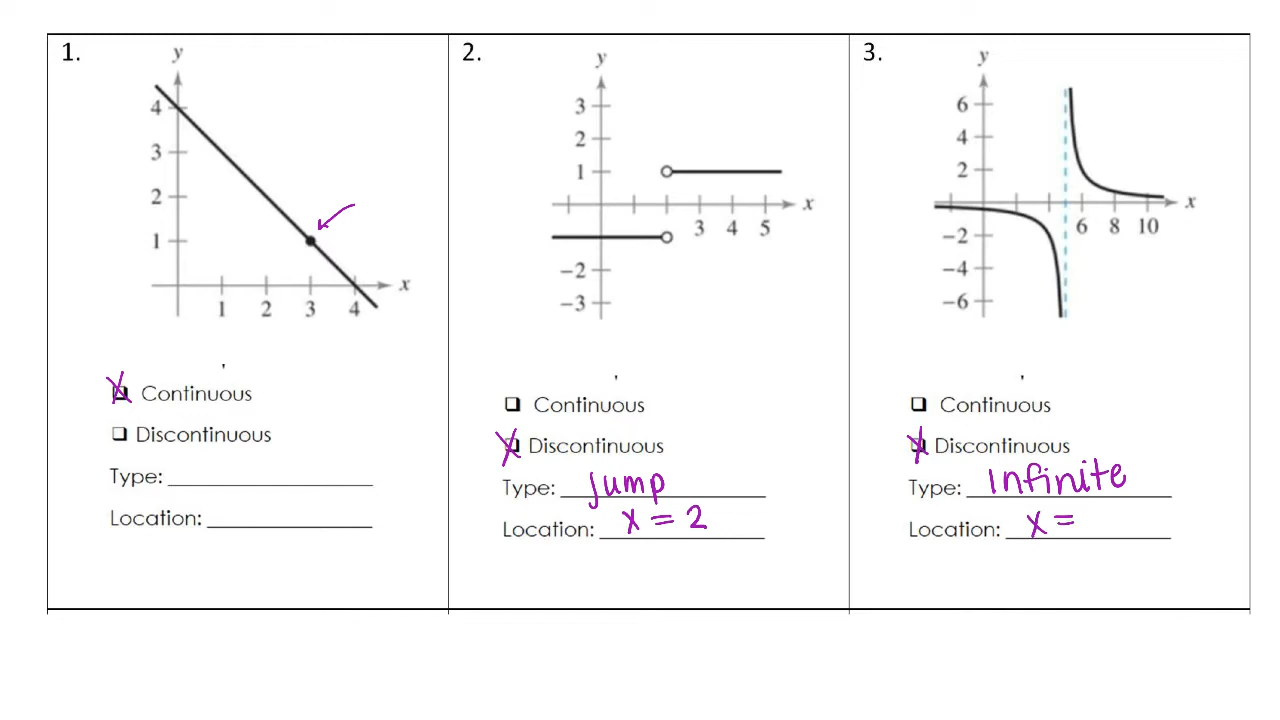 1.
y
4
3
2
1
x
1 2 3 4
Continuous
Discontinuous
Type:
Location:
2.
y
3
2
1
x
3 4 5
−2
−3
Continuous
Discontinuous
Type: jump
Location: x = 2
3.
y
6
4
2
x
6 8 10
−2
−4
−6
Continuous
Discontinuous
Type: Infinite
Location: x =